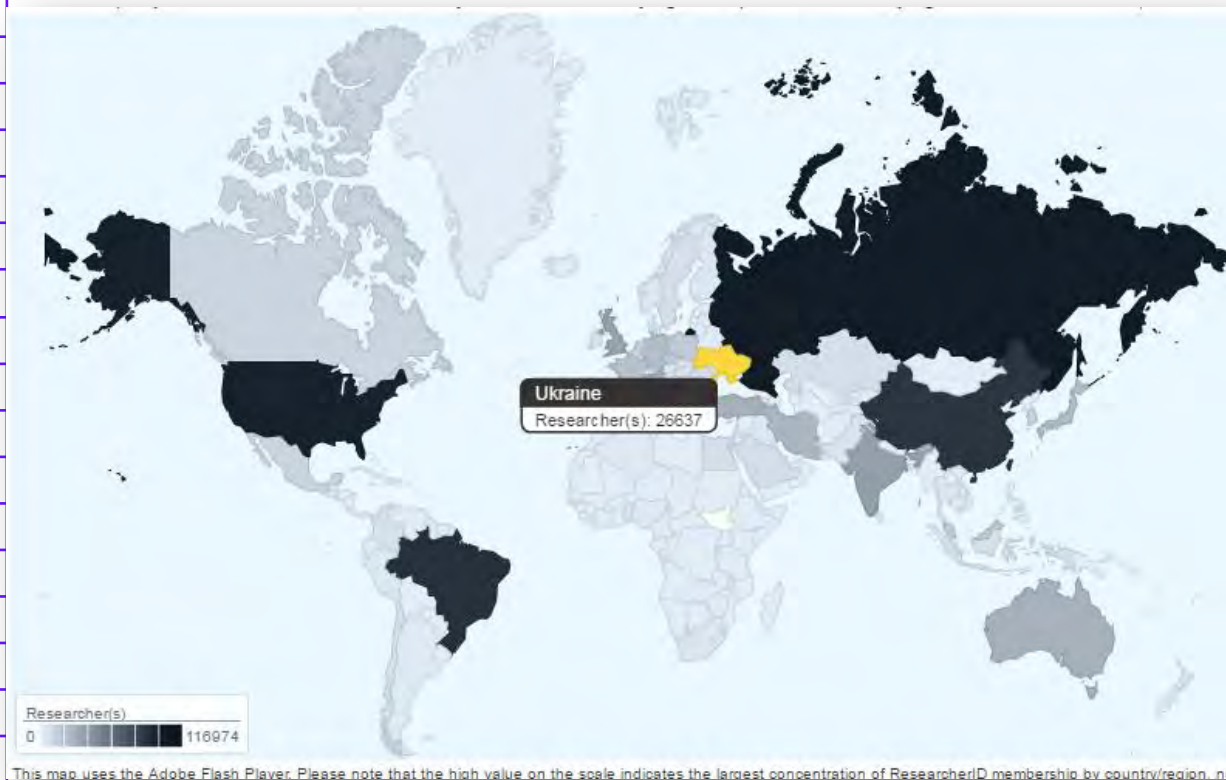 Ukraine
Researcher(s): 26637
Researcher(s)
0 116974
This map uses the Adobe Flash Player. Please note that the high value on the scale indicates the largest concentration of ResearcherID membership by country/region,